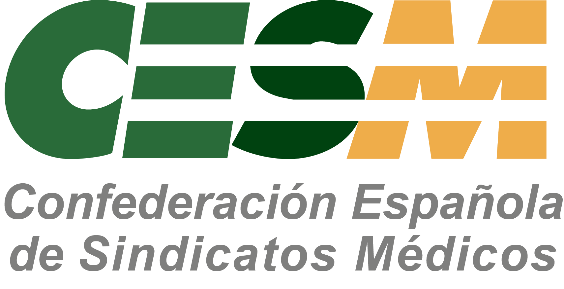 CESM
Confederación Española
de Sindicatos Médicos